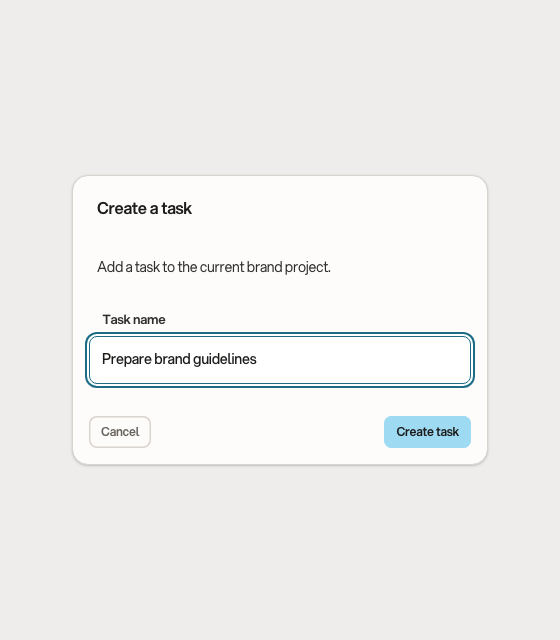 Create a task
Add a task to the current brand project.
Task name
Prepare brand guidelines
Cancel
Create task